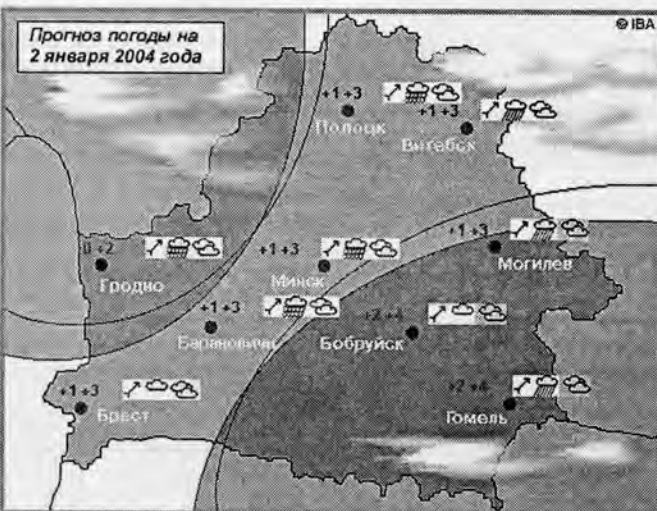 Прогноз погоды на
2 января 2004 года
© IBA
+1 +3
Полоцк
+1 +3
Витебск
0 +2
Гродно
+1 +3
Минск
+1 +3
Могилев
+1 +3
Барановичи
+2 +4
Бобруйск
+1 +3
Брест
+2 +4
Гомель